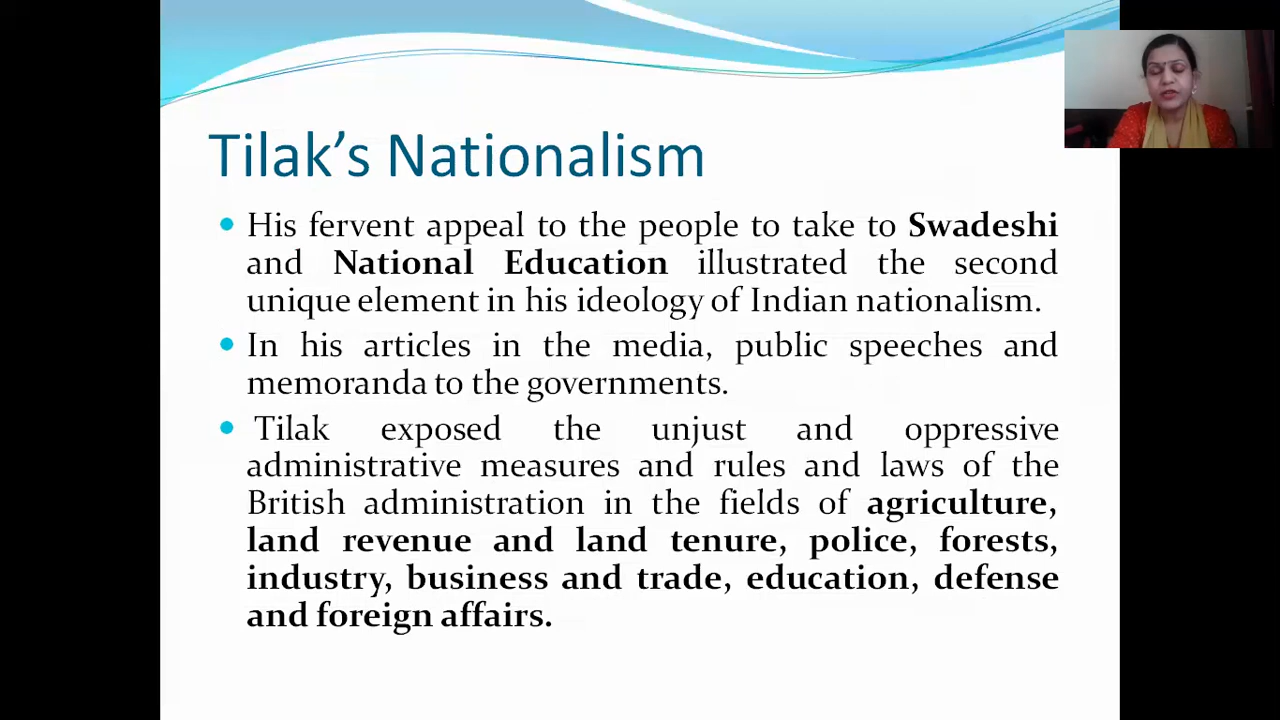 Tilak’s Nationalism
• His fervent appeal to the people to take to Swadeshi
and National Education illustrated the second
unique element in his ideology of Indian nationalism.
• In his articles in the media, public speeches and
memoranda to the governments.
• Tilak exposed the unjust and oppressive
administrative measures and rules and laws of the
British administration in the fields of agriculture,
land revenue and land tenure, police, forests,
industry, business and trade, education, defense
and foreign affairs.